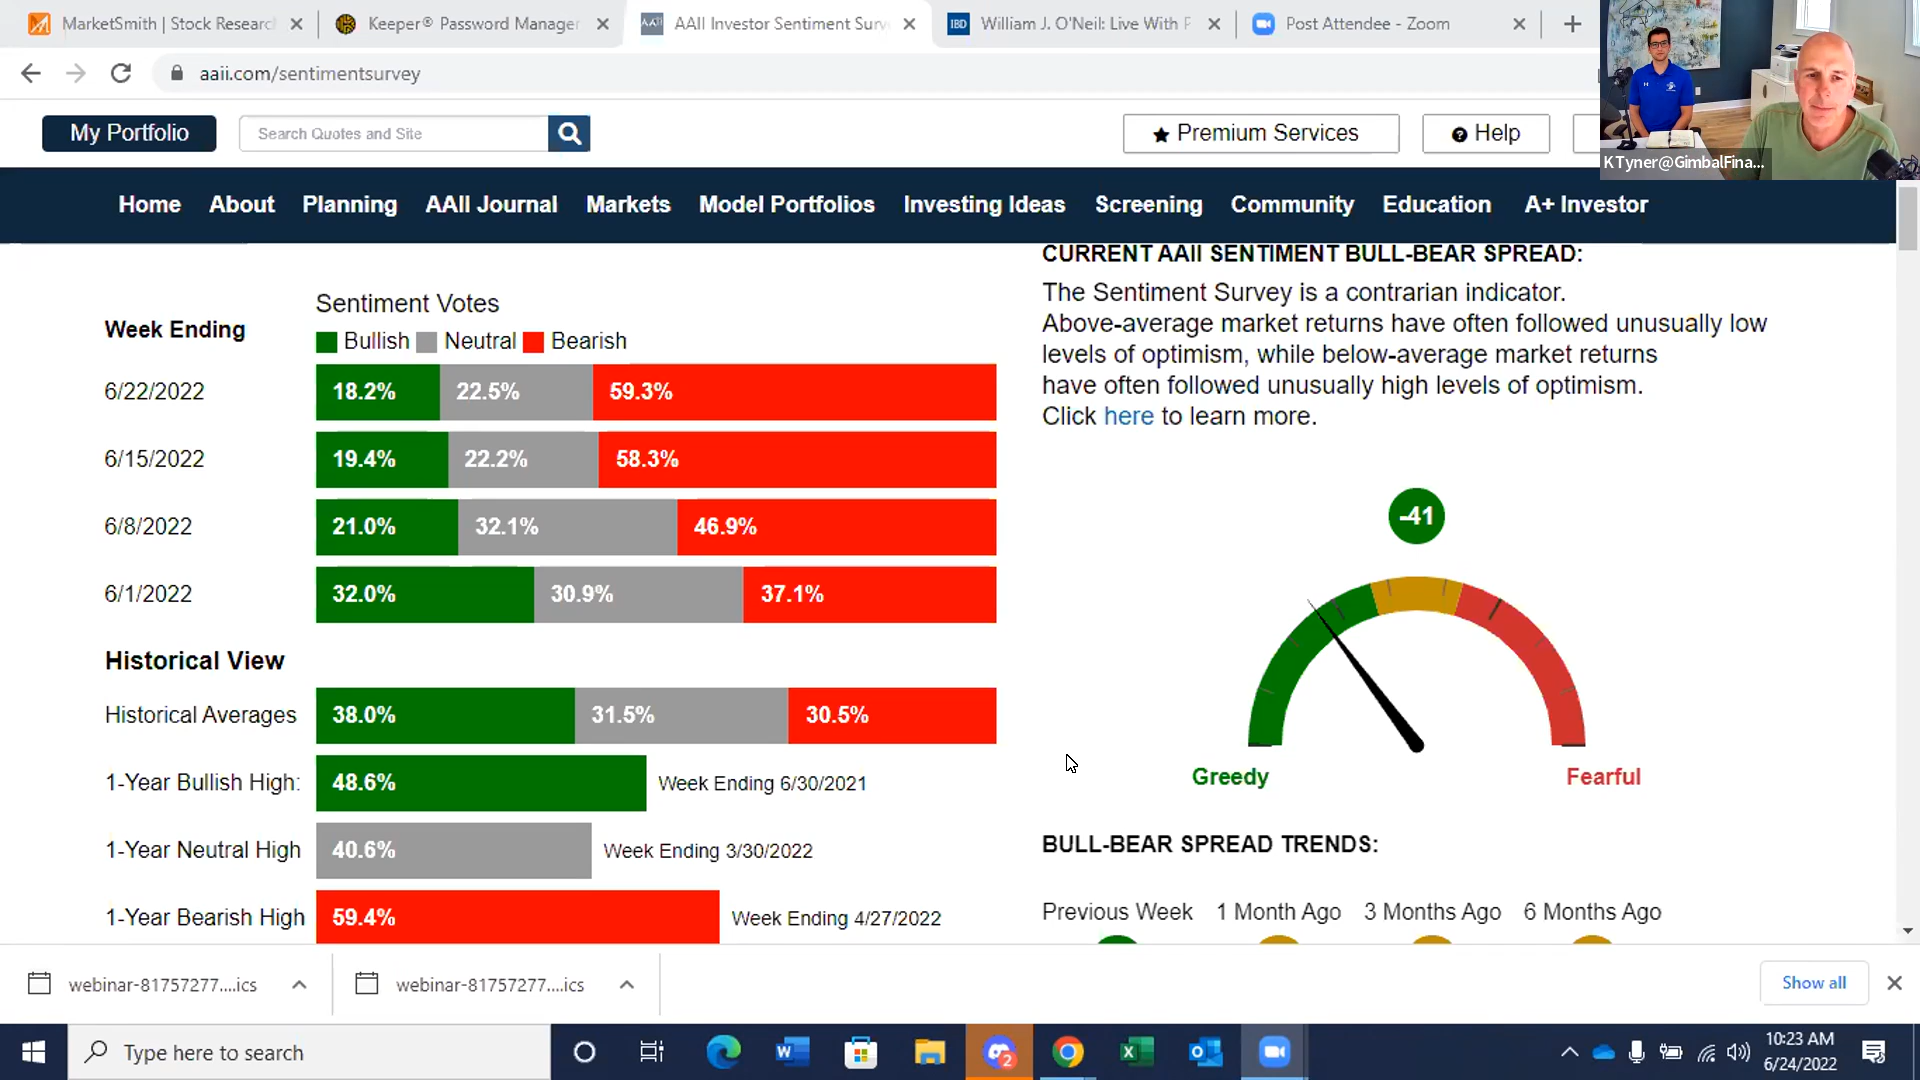 MarketSmith | Stock Researc
Keeper® Password Manager
AAII Investor Sentiment Surv
William J. O'Neil: Live With P
Post Attendee - Zoom
aaii.com/sentimentsurvey
My Portfolio
Search Quotes and Site
Premium Services
Help
KTyner@GimbalFina...
Home About Planning AAII Journal Markets Model Portfolios Investing Ideas Screening Community Education A+ Investor
Week Ending
Sentiment Votes
Bullish Neutral Bearish
6/22/2022 18.2% 22.5% 59.3%
6/15/2022 19.4% 22.2% 58.3%
6/8/2022 21.0% 32.1% 46.9%
6/1/2022 32.0% 30.9% 37.1%
Historical View
Historical Averages 38.0% 31.5% 30.5%
1-Year Bullish High: 48.6% Week Ending 6/30/2021
1-Year Neutral High 40.6% Week Ending 3/30/2022
1-Year Bearish High 59.4% Week Ending 4/27/2022
CURRENT AAII SENTIMENT BULL-BEAR SPREAD:
The Sentiment Survey is a contrarian indicator.
Above-average market returns have often followed unusually low
levels of optimism, while below-average market returns
have often followed unusually high levels of optimism.
Click here to learn more.
-41
Greedy
Fearful
BULL-BEAR SPREAD TRENDS:
Previous Week 1 Month Ago 3 Months Ago 6 Months Ago
webinar-81757277....ics
webinar-81757277....ics
Show all
Type here to search
2
10:23 AM
6/24/2022